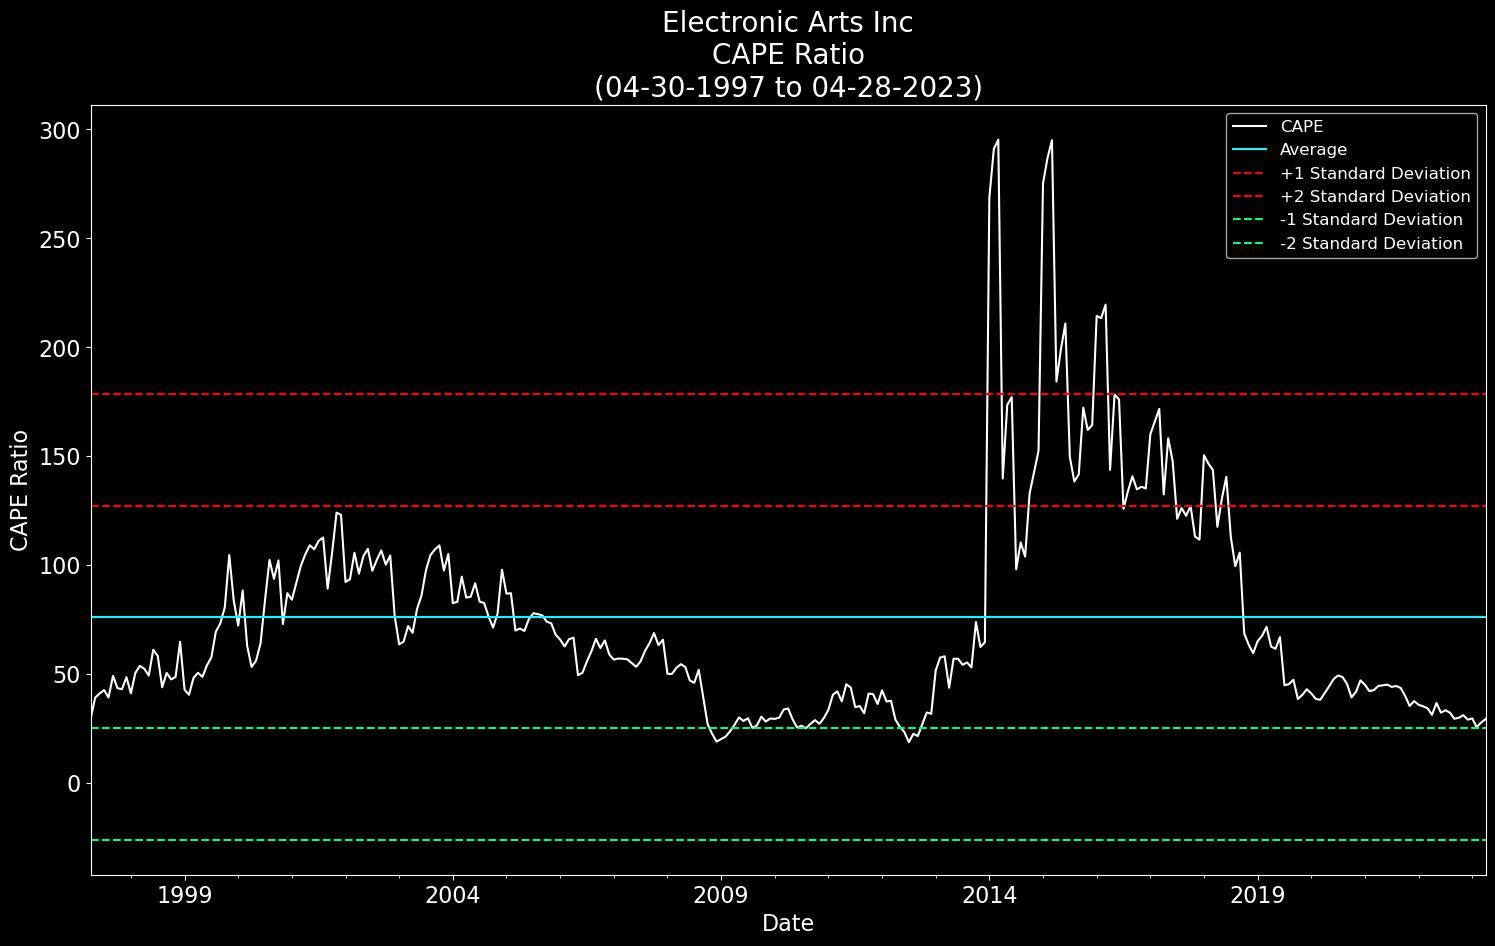 Electronic Arts Inc
CAPE Ratio
(04-30-1997 to 04-28-2023)
CAPE
Average
+1 Standard Deviation
+2 Standard Deviation
-1 Standard Deviation
-2 Standard Deviation
CAPE Ratio
300
250
200
150
100
50
0
1999 2004 2009 2014 2019
Date